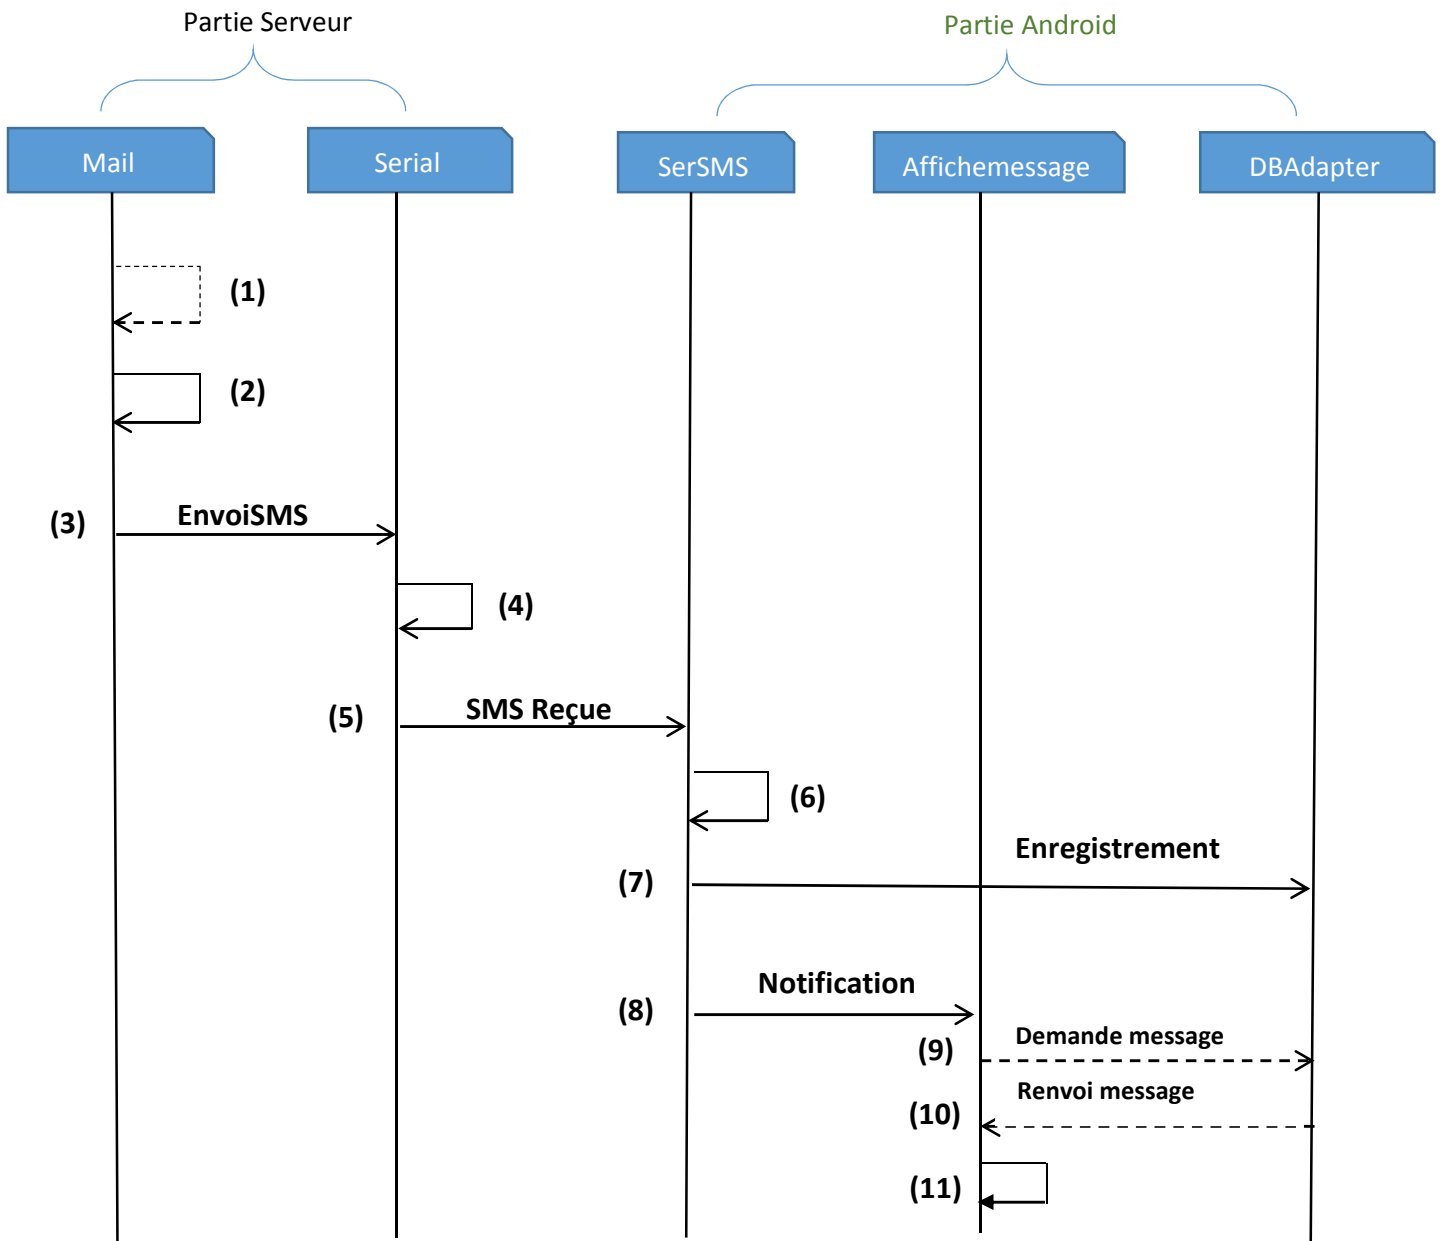 Partie Serveur
Partie Android
Mail
Serial
SerSMS
Affichemessage
DBAdapter
(1)
(2)
(3)
EnvoiSMS
(4)
(5)
SMS Reçue
(6)
Enregistrement
(7)
Notification
(8)
(9)
Demande message
Renvoi message
(10)
(11)